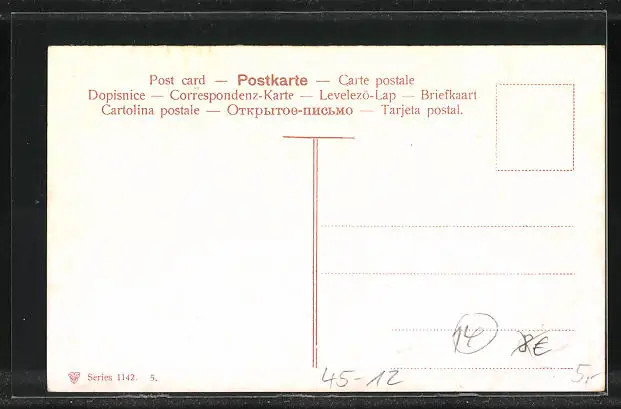 Post card — Postkarte — Carte postale
Dopisnice — Correspondenz-Karte — Levelezö-Lap — Briefkaart
Cartolina postale — Открытое-письмо — Tarjeta postal.
14
8€
45-12
5,-
Series 1142. 5.